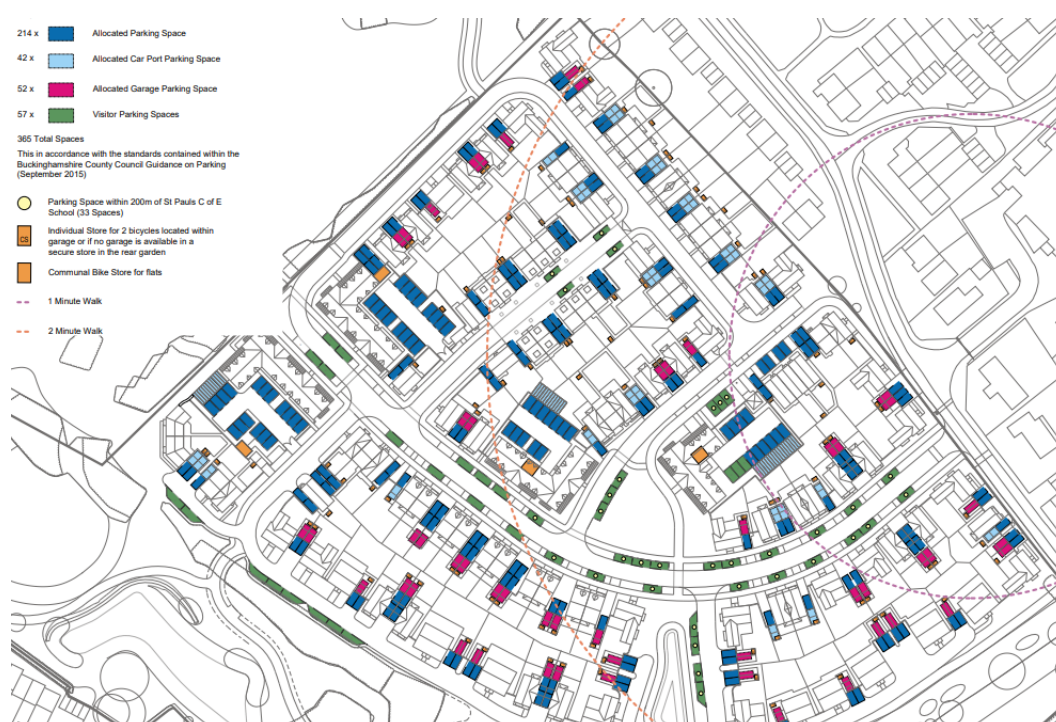 214 x Allocated Parking Space
42 x Allocated Car Port Parking Space
52 x Allocated Garage Parking Space
57 x Visitor Parking Spaces
365 Total Spaces
This in accordance with the standards contained within the
Buckinghamshire County Council Guidance on Parking
(September 2015)
Parking Space within 200m of St Pauls C of E
School (33 Spaces)
CS
Individual Store for 2 bicycles located within
garage or if no garage is available in a
secure store in the rear garden
Communal Bike Store for flats
1 Minute Walk
2 Minute Walk